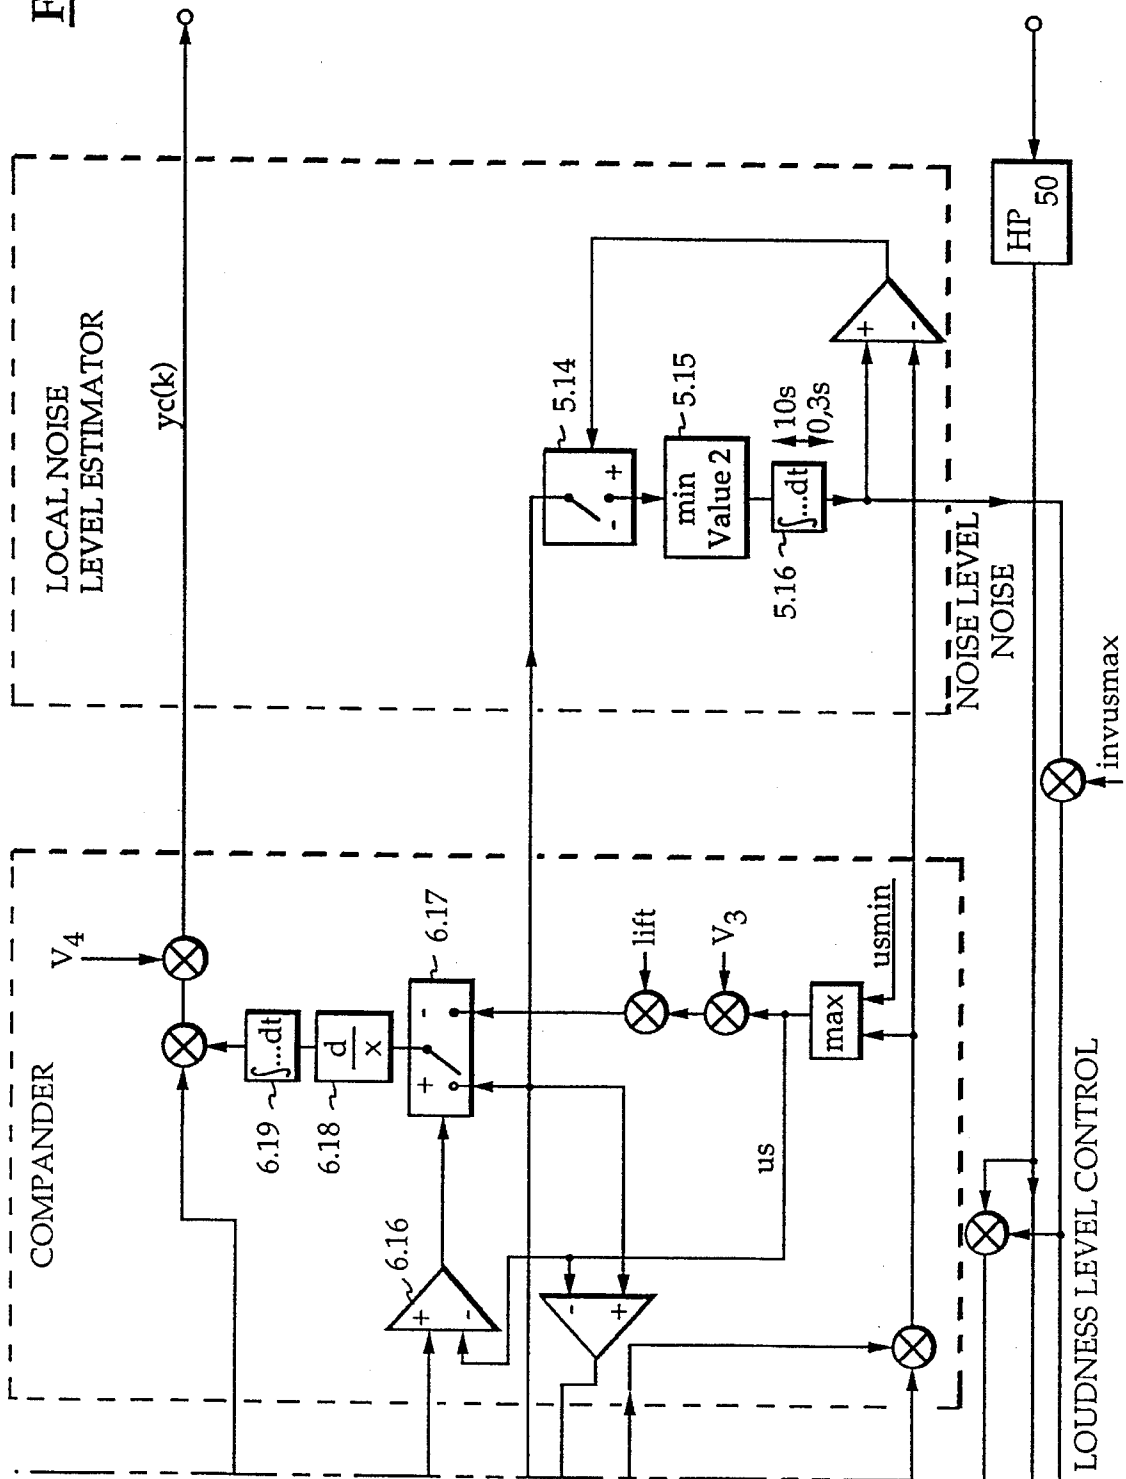 F
COMPANDER
V4
6.19
∫...dt
6.18
d
x
6.17
+
-
6.16
+
-
-
+
us
lift
V3
max
usmin
LOCAL NOISE
LEVEL ESTIMATOR
yc(k)
5.14
-
+
5.15
min
Value 2
5.16
∫...dt
10s
0,3s
+
-
NOISE LEVEL
NOISE
HP
50
invusmax
LOUDNESS LEVEL CONTROL